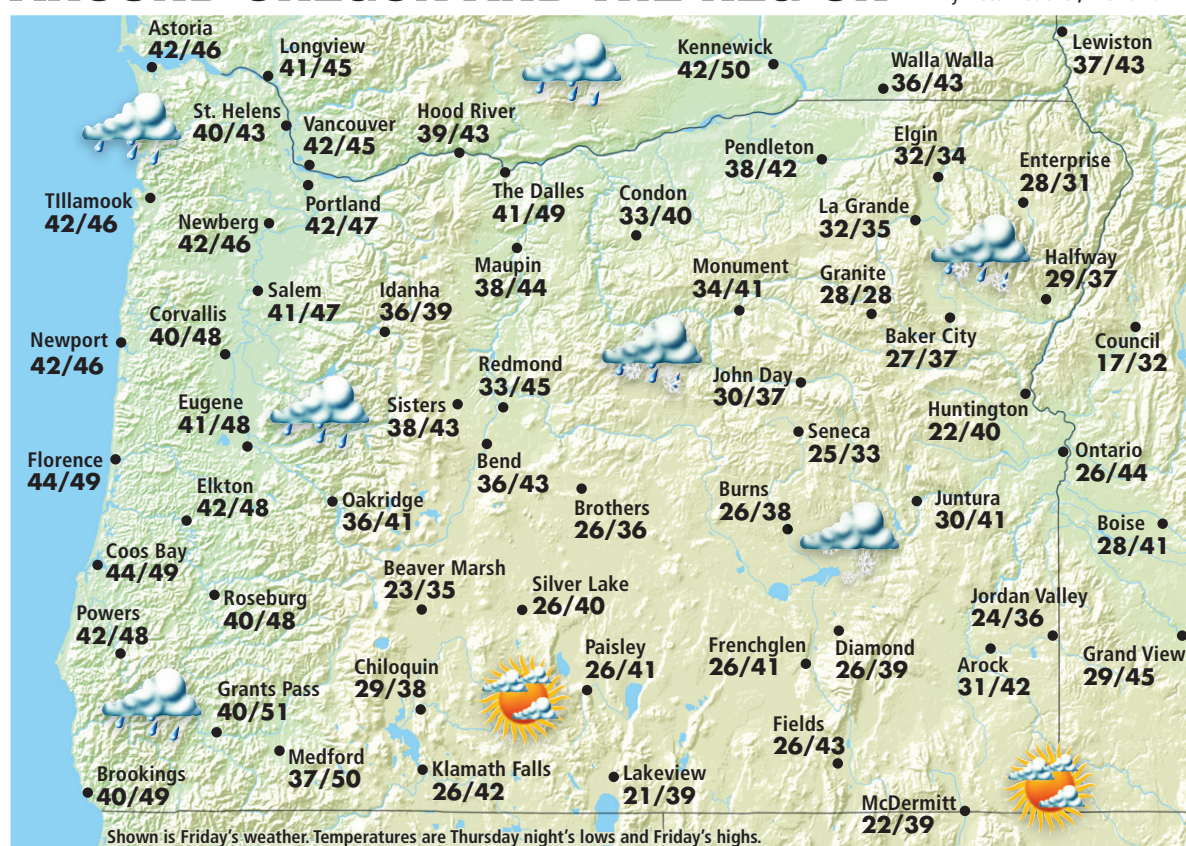 Astoria
42/46
Longview
41/45
Kennewick
42/50
Walla Walla
36/43
Lewiston
37/43
St. Helens
40/43
Vancouver
42/45
Hood River
39/43
Pendleton
38/42
Elgin
32/34
Enterprise
28/31
TIllamook
42/46
Newberg
42/46
Portland
42/47
The Dalles
41/49
Condon
33/40
La Grande
32/35
Maupin
38/44
Monument
34/41
Granite
28/28
Halfway
29/37
Salem
41/47
Idanha
36/39
Corvallis
40/48
Newport
42/46
Baker City
27/37
Council
17/32
Redmond
33/45
John Day
30/37
Eugene
41/48
Sisters
38/43
Huntington
22/40
Seneca
25/33
Florence
44/49
Bend
36/43
Ontario
26/44
Elkton
42/48
Oakridge
36/41
Brothers
26/36
Burns
26/38
Juntura
30/41
Boise
28/41
Coos Bay
44/49
Beaver Marsh
23/35
Silver Lake
26/40
Roseburg
40/48
Jordan Valley
24/36
Powers
42/48
Chiloquin
29/38
Paisley
26/41
Frenchglen
26/41
Diamond
26/39
Arock
31/42
Grand View
29/45
Grants Pass
40/51
Fields
26/43
Medford
37/50
Klamath Falls
26/42
Lakeview
21/39
Brookings
40/49
McDermitt
22/39
Shown is Friday's weather. Temperatures are Thursday night's lows and Friday's highs.